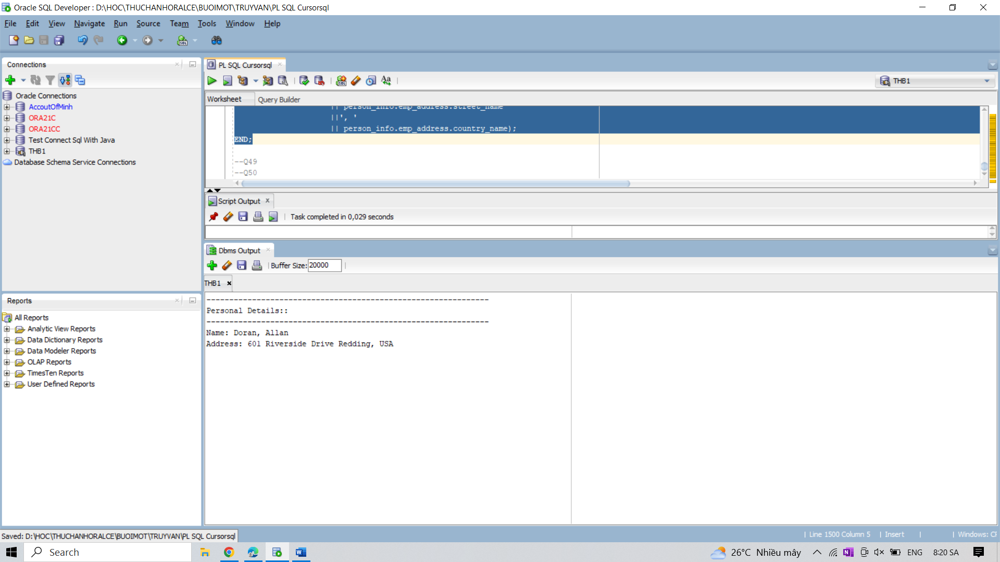 Oracle SQL Developer : D:\HOC\THUCHANHORALCE\BUOIMOT\TRUYVAN\PL SQL Cursorsql
File Edit View Navigate Run Source Team Tools Window Help
Connections
Oracle Connections
AccoutOfMinh
ORA21C
ORA21CC
Test Connect Sql With Java
THB1
Database Schema Service Connections
Reports
All Reports
Analytic View Reports
Data Dictionary Reports
Data Modeler Reports
OLAP Reports
TimesTen Reports
User Defined Reports
PL SQL Cursorsql
THB1
Worksheet Query Builder
|| person_info.emp_address.street_name
||', '
|| person_info.emp_address.country_name);
END;
--Q49
--Q50
Script Output
Task completed in 0,029 seconds
Dbms Output
Buffer Size: 20000
THB1
--------------------------------------------------------------
Personal Details::
--------------------------------------------------------------
Name: Doran, Allan
Address: 601 Riverside Drive Redding, USA
Saved: D:\HOC\THUCHANHORALCE\BUOIMOT\TRUYVAN\PL SQL Cursorsql
| Line 1500 Column 5 | Insert | | Windows: CF
Search
26°C Nhiều mây
ENG
8:20 SA